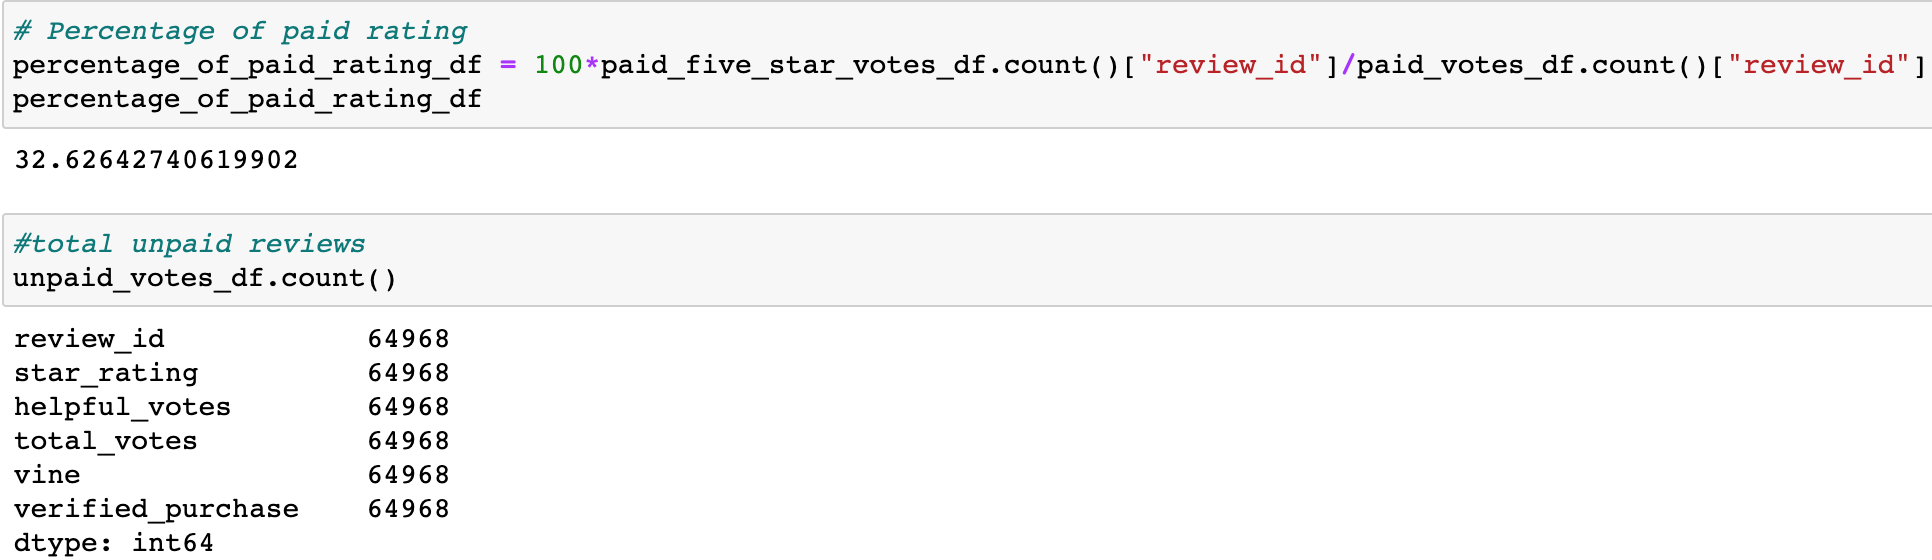 # Percentage of paid rating
percentage_of_paid_rating_df = 100*paid_five_star_votes_df.count()["review_id"]/paid_votes_df.count()["review_id"]
percentage_of_paid_rating_df
32.62642740619902
#total unpaid reviews
unpaid_votes_df.count()
review_id 64968
star_rating 64968
helpful_votes 64968
total_votes 64968
vine 64968
verified_purchase 64968
dtype: int64